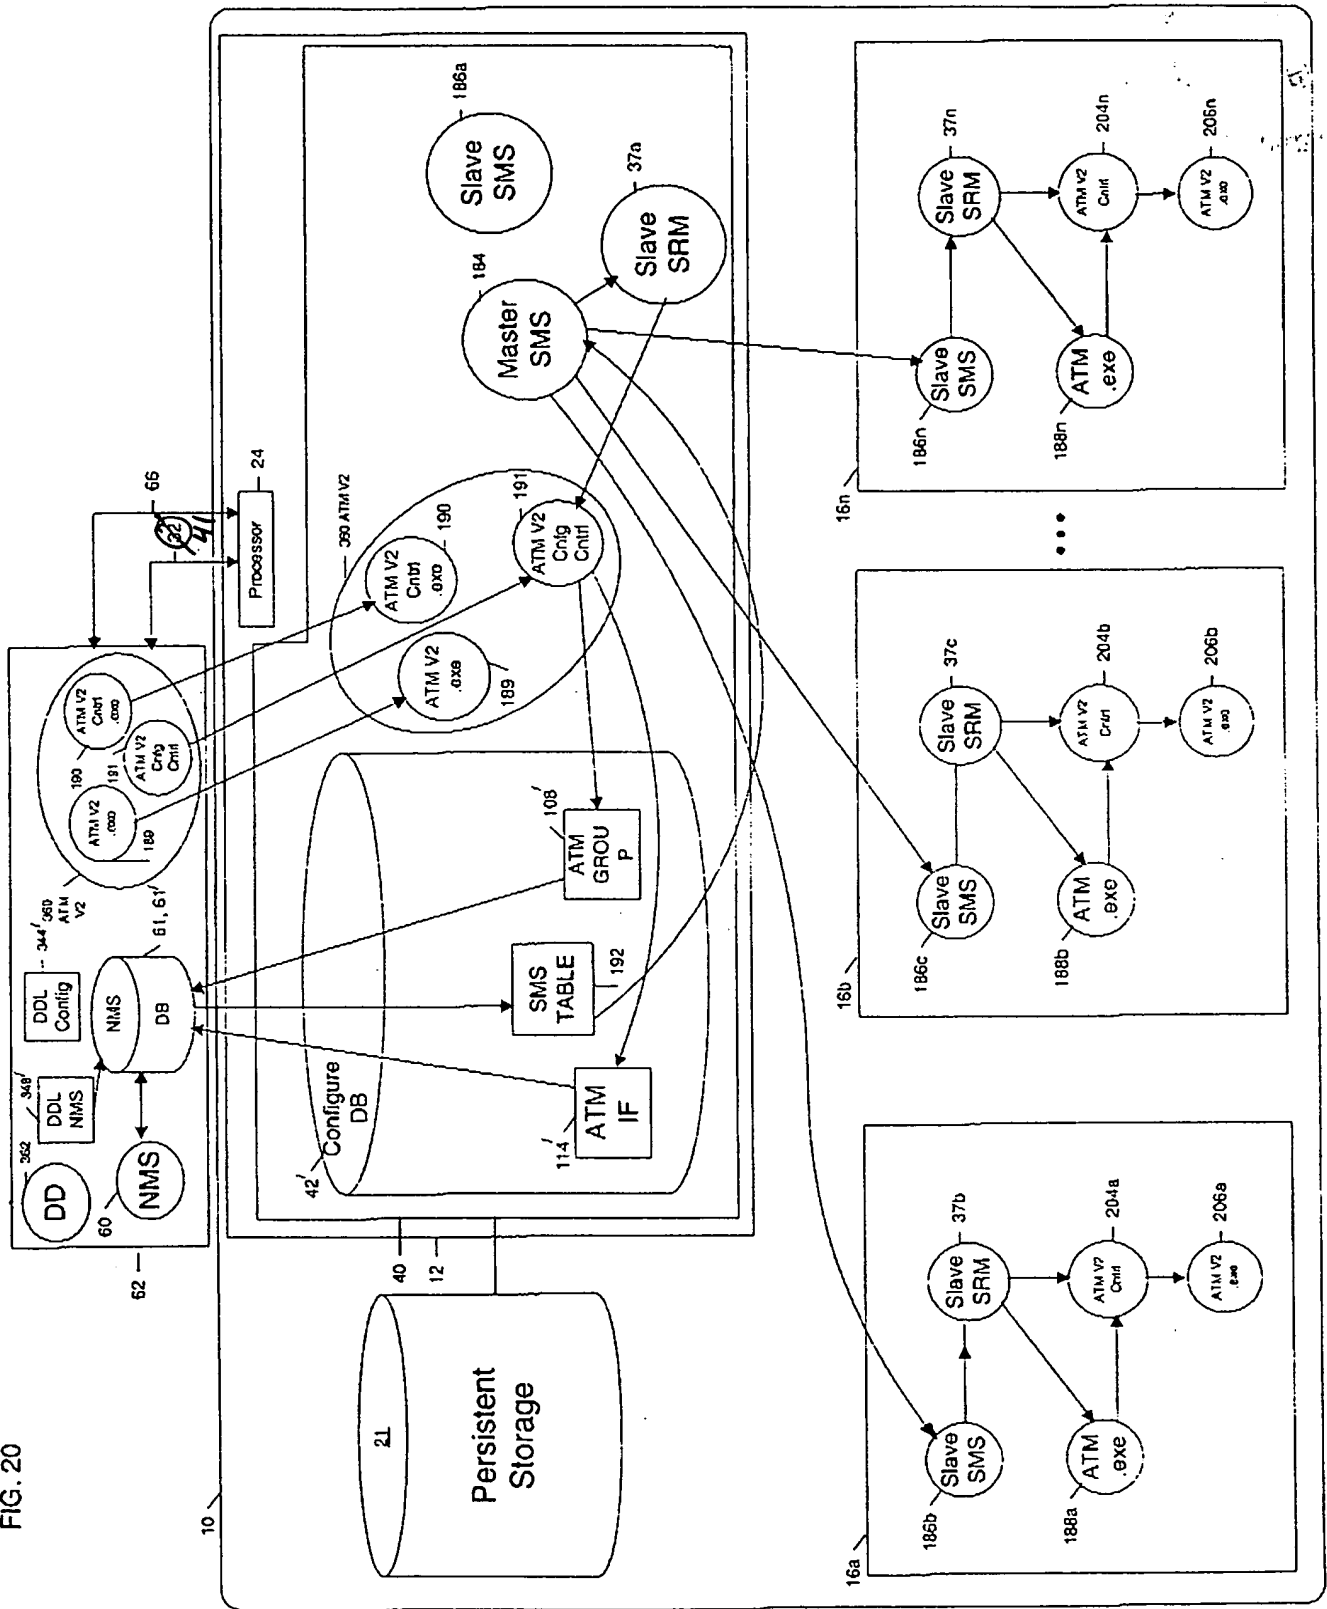 FIG. 20
62
DD
362
60
NMS
DDL
NMS
348'
DDL
Config
344'
NMS
DB
61, 61'
360'
ATM
V2
ATM V2
.exe
189
ATM V2
Cnfg
Cntrl
191
ATM V2
Cntrl
.exe
190
66
41
Processor
24
10
21
Persistent
Storage
40
12
42'
Configure
DB
114'
ATM
IF
SMS
TABLE
192
108'
ATM
GROU
P
360 ATM V2
ATM V2
.exe
189
ATM V2
Cntrl
.exe
190
ATM V2
Cnfg
Cntrl
191
Master
SMS
184
Slave
SMS
186a
Slave
SRM
37a
16a
Slave
SMS
186b
Slave
SRM
37b
ATM
.exe
188a
ATM V2
Cntrl
204a
ATM V2
.exe
206a
16b
Slave
SMS
186c
Slave
SRM
37c
ATM
.exe
188b
ATM V2
Cntrl
204b
ATM V2
.exe
206b
•••
16n
Slave
SMS
186n
Slave
SRM
37n
ATM
.exe
188n
ATM V2
Cntrl
204n
ATM V2
.exe
206n